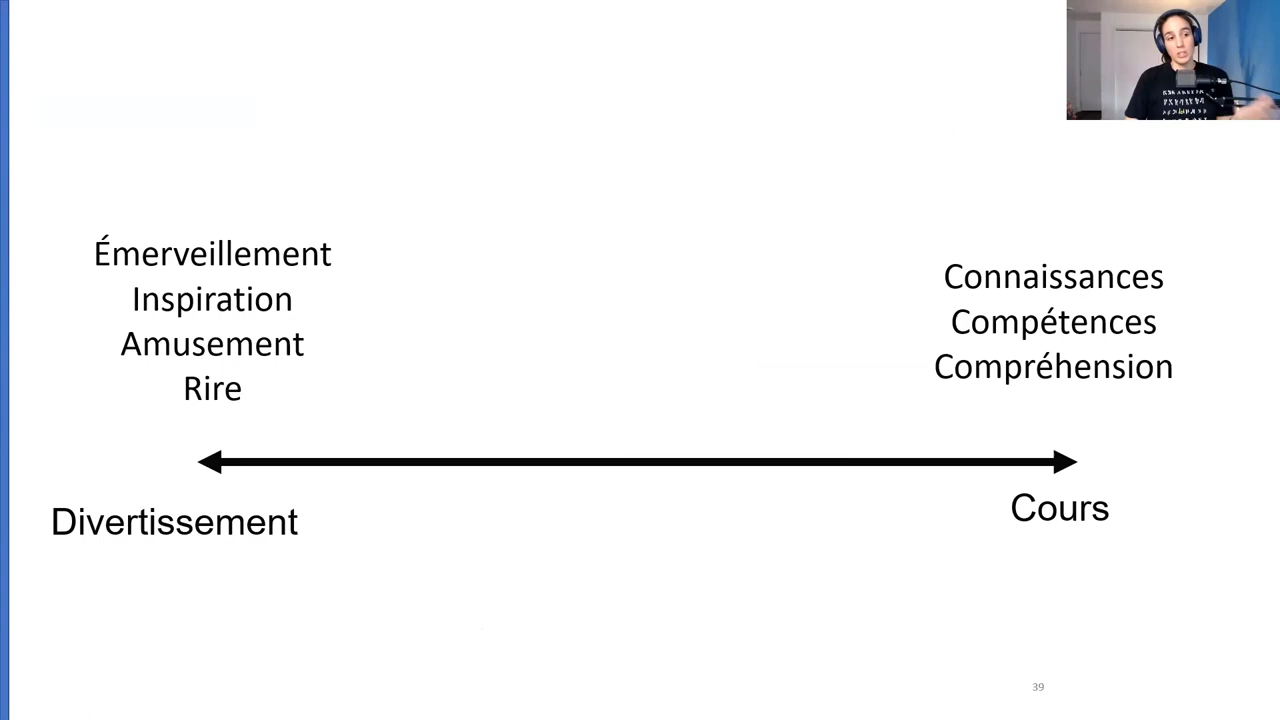 Émerveillement
Inspiration
Amusement
Rire
Connaissances
Compétences
Compréhension
Divertissement
Cours
39